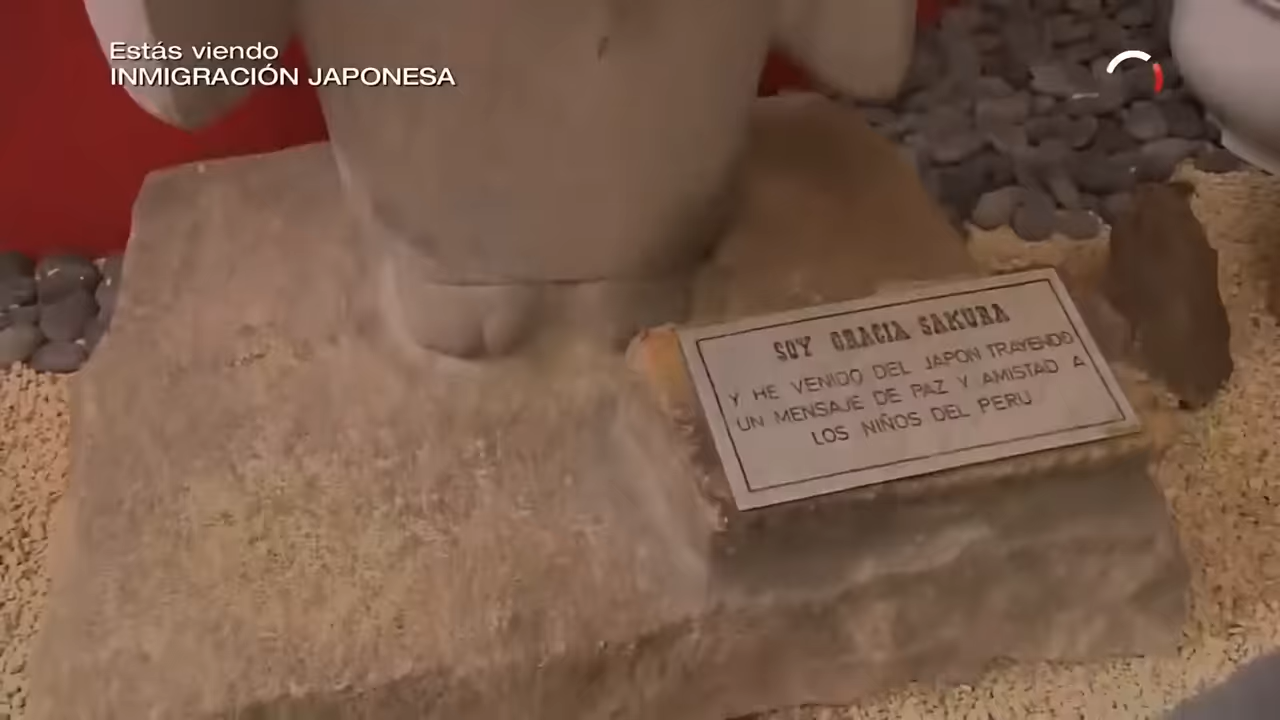 Estás viendo
INMIGRACIÓN JAPONESA
SOY GRACIA SAKURA
Y HE VENIDO DEL JAPON TRAYENDO
UN MENSAJE DE PAZ Y AMISTAD A
LOS NIÑOS DEL PERU